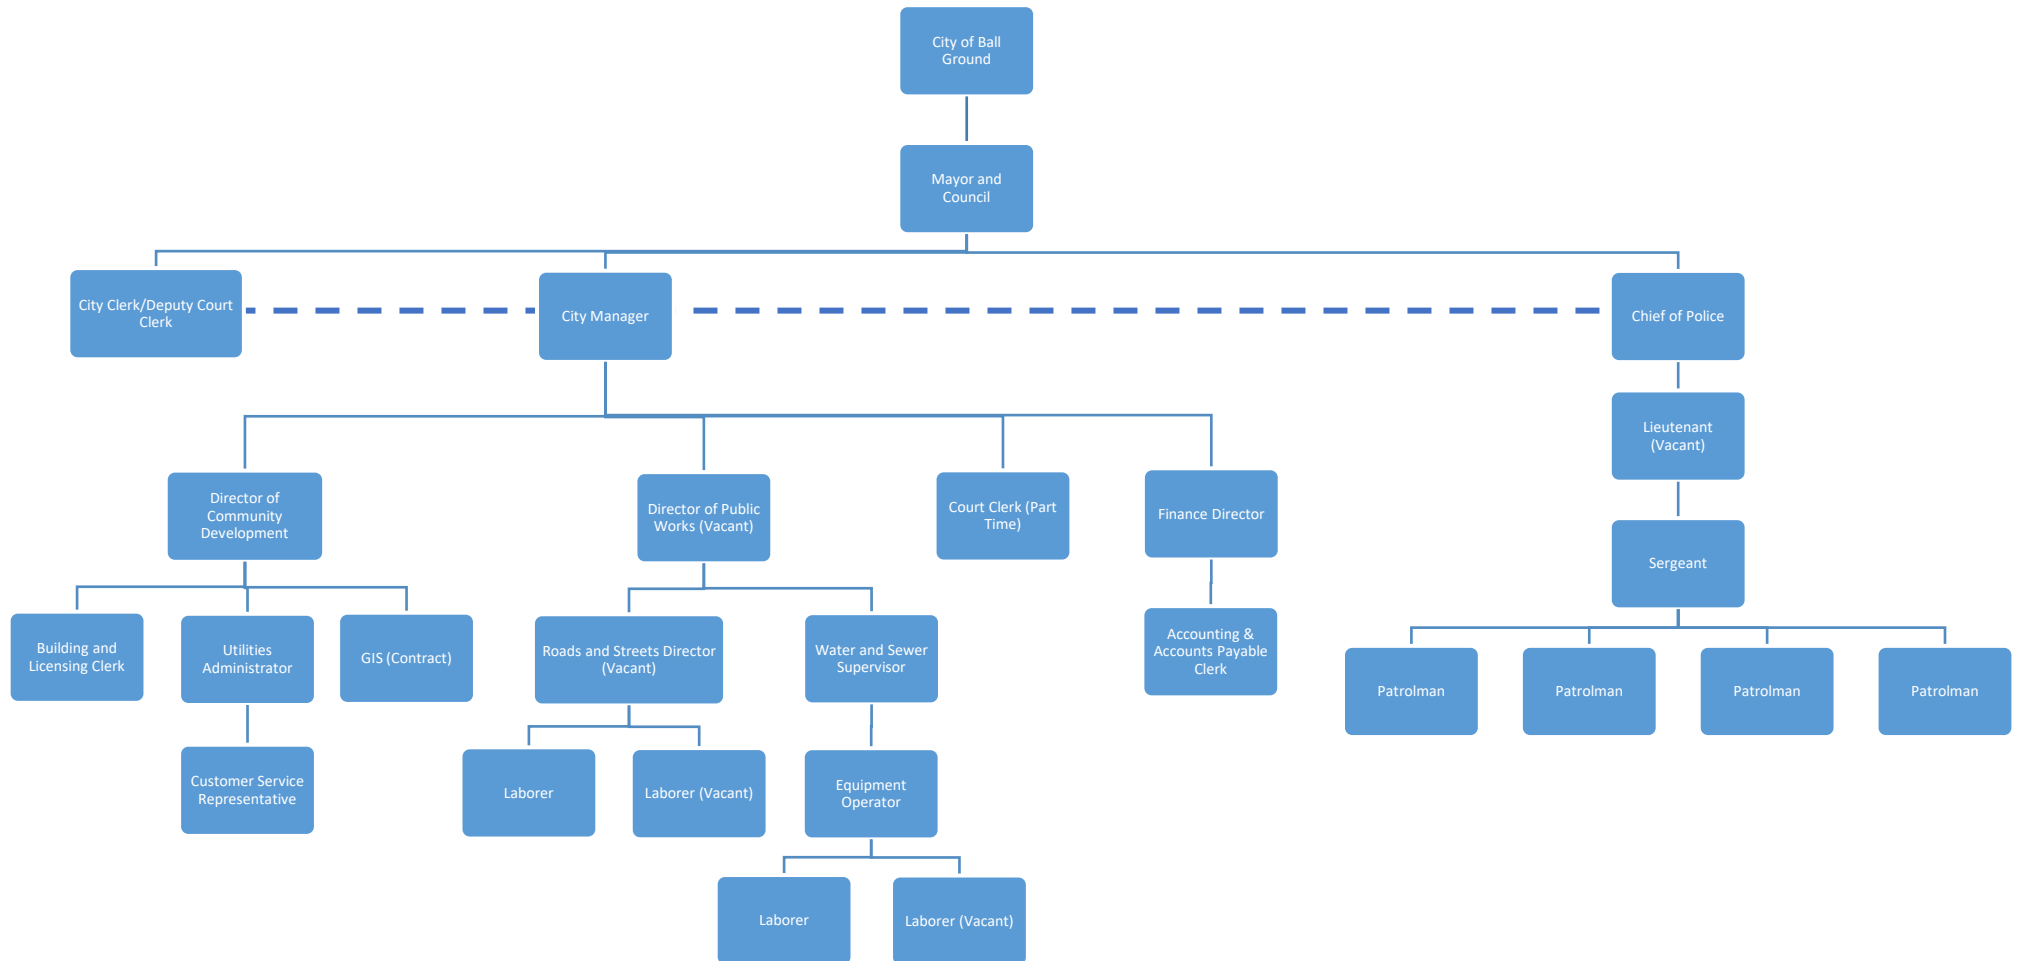 City of Ball
Ground
Mayor and
Council
City Clerk/Deputy Court
Clerk
City Manager
Chief of Police
Lieutenant
(Vacant)
Director of
Community
Development
Director of Public
Works (Vacant)
Court Clerk (Part
Time)
Finance Director
Sergeant
Building and
Licensing Clerk
Utilities
Administrator
GIS (Contract)
Roads and Streets Director
(Vacant)
Water and Sewer
Supervisor
Accounting &
Accounts Payable
Clerk
Patrolman
Patrolman
Patrolman
Patrolman
Customer Service
Representative
Laborer
Laborer (Vacant)
Equipment
Operator
Laborer
Laborer (Vacant)